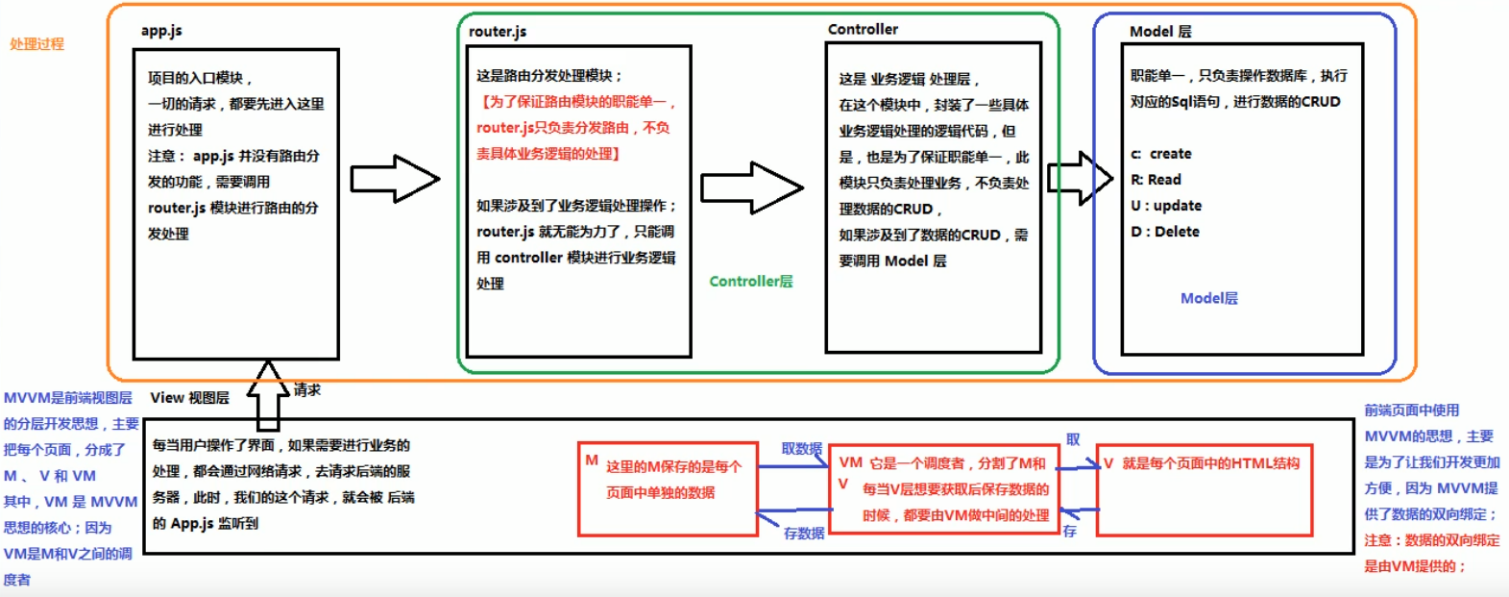 处理过程
app.js
项目的入口模块，
一切的请求，都要先进入这里
进行处理
注意： app.js 并没有路由分
发的功能，需要调用
router.js 模块进行路由的分
发处理
router.js
这是路由分发处理模块；
【为了保证路由模块的职能单一，
router.js只负责分发路由，不负
责具体业务逻辑的处理】
如果涉及到了业务逻辑处理操作；
router.js 就无能为力了，只能调
用 controller 模块进行业务逻辑
处理
Controller层
Controller
这是 业务逻辑 处理层，
在这个模块中，封装了一些具体
业务逻辑处理的逻辑代码，但
是，也是为了保证职能单一，此
模块只负责处理业务，不负责处
理数据的CRUD，
如果涉及到了数据的CRUD，需
要调用 Model 层
Model 层
职能单一，只负责操作数据库，执行
对应的Sql语句，进行数据的CRUD
c: create
R: Read
U : update
D : Delete
Model层
请求
MVVM是前端视图层
的分层开发思想，主要
把每个页面，分成了
M 、 V 和 VM
其中，VM 是 MVVM
思想的核心；因为
VM是M和V之间的调
度者
View 视图层
每当用户操作了界面，如果需要进行业务的
处理，都会通过网络请求，去请求后端的服
务器，此时，我们的这个请求，就会被 后端
的 App.js 监听到
M 这里的M保存的是每个
页面中单独的数据
取数据
存数据
VM 它是一个调度者，分割了M和
V 每当V层想要获取后保存数据的
时候，都要由VM做中间的处理
取
存
V 就是每个页面中的HTML结构
前端页面中使用
MVVM的思想，主要
是为了让我们开发更加
方便，因为 MVVM提
供了数据的双向绑定；
注意：数据的双向绑定
是由VM提供的；